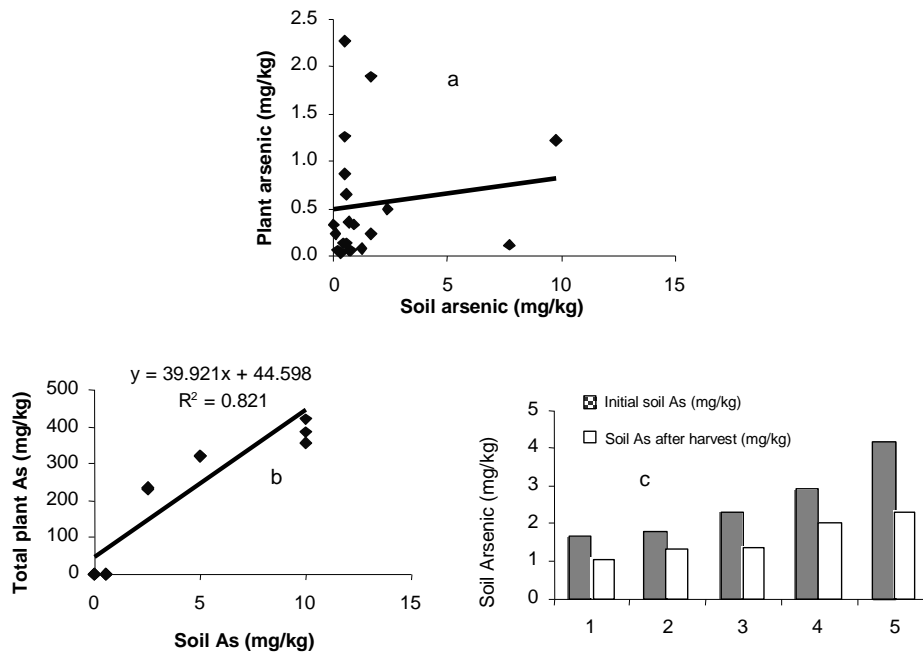 2.5
2.0
1.5
1.0
0.5
0.0
Plant arsenic (mg/kg)
a
0 5 10 15
Soil arsenic (mg/kg)
y = 39.921x + 44.598
R² = 0.821
500
400
300
200
100
0
Total plant As (mg/kg)
b
0 5 10 15
Soil As (mg/kg)
Initial soil As (mg/kg)
Soil As after harvest (mg/kg)
5
4
3
2
1
0
Soil Arsenic (mg/kg)
c
1 2 3 4 5